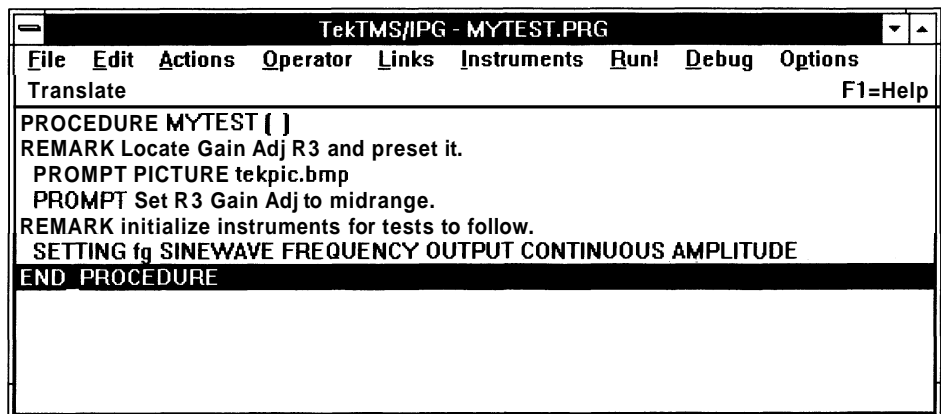 TekTMS/IPG - MYTEST.PRG
File Edit Actions Operator Links Instruments Run! Debug Options
Translate F1=Help
PROCEDURE MYTEST ( )
REMARK Locate Gain Adj R3 and preset it.
PROMPT PICTURE tekpic.bmp
PROMPT Set R3 Gain Adj to midrange.
REMARK initialize instruments for tests to follow.
SETTING fg SINEWAVE FREQUENCY OUTPUT CONTINUOUS AMPLITUDE
END_PROCEDURE